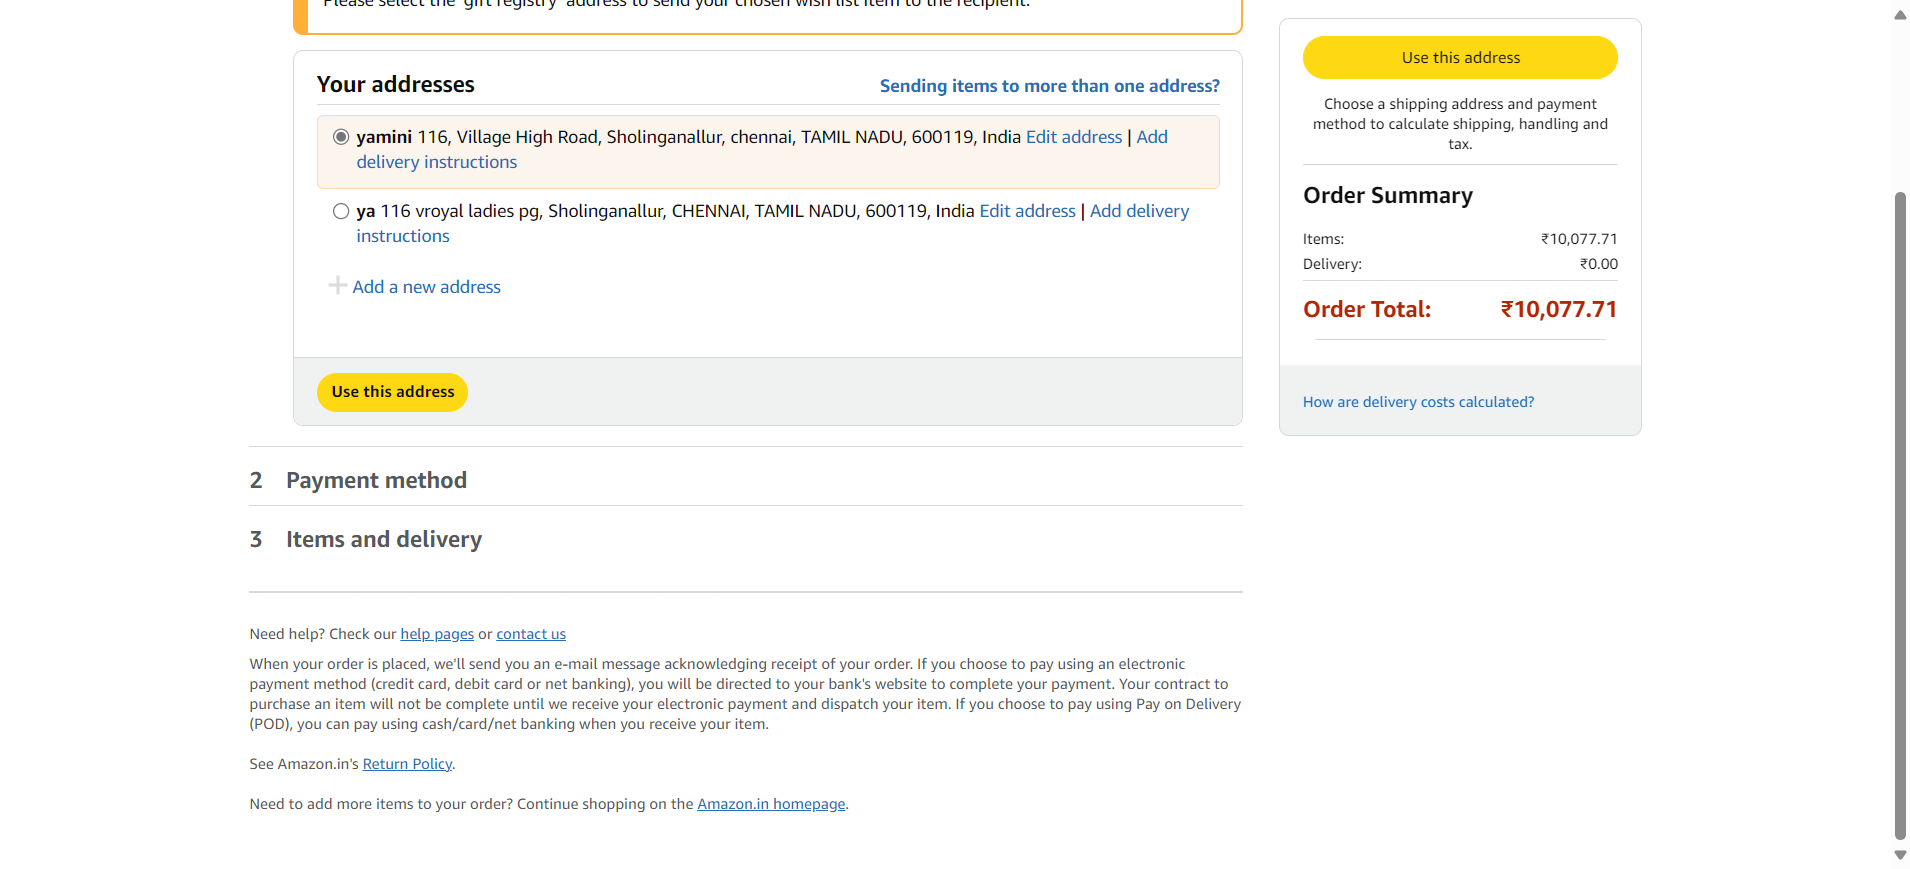 Please select the 'gift registry' address to send your chosen wish list item to the recipient.
Your addresses
Sending items to more than one address?
yamini 116, Village High Road, Sholinganallur, chennai, TAMIL NADU, 600119, India Edit address | Add
delivery instructions
ya 116 vroyal ladies pg, Sholinganallur, CHENNAI, TAMIL NADU, 600119, India Edit address | Add delivery
instructions
Add a new address
Use this address
2 Payment method
3 Items and delivery
Need help? Check our help pages or contact us
When your order is placed, we'll send you an e-mail message acknowledging receipt of your order. If you choose to pay using an electronic
payment method (credit card, debit card or net banking), you will be directed to your bank's website to complete your payment. Your contract to
purchase an item will not be complete until we receive your electronic payment and dispatch your item. If you choose to pay using Pay on Delivery
(POD), you can pay using cash/card/net banking when you receive your item.
See Amazon.in's Return Policy.
Need to add more items to your order? Continue shopping on the Amazon.in homepage.
Use this address
Choose a shipping address and payment
method to calculate shipping, handling and
tax.
Order Summary
Items: ₹10,077.71
Delivery: ₹0.00
Order Total: ₹10,077.71
How are delivery costs calculated?